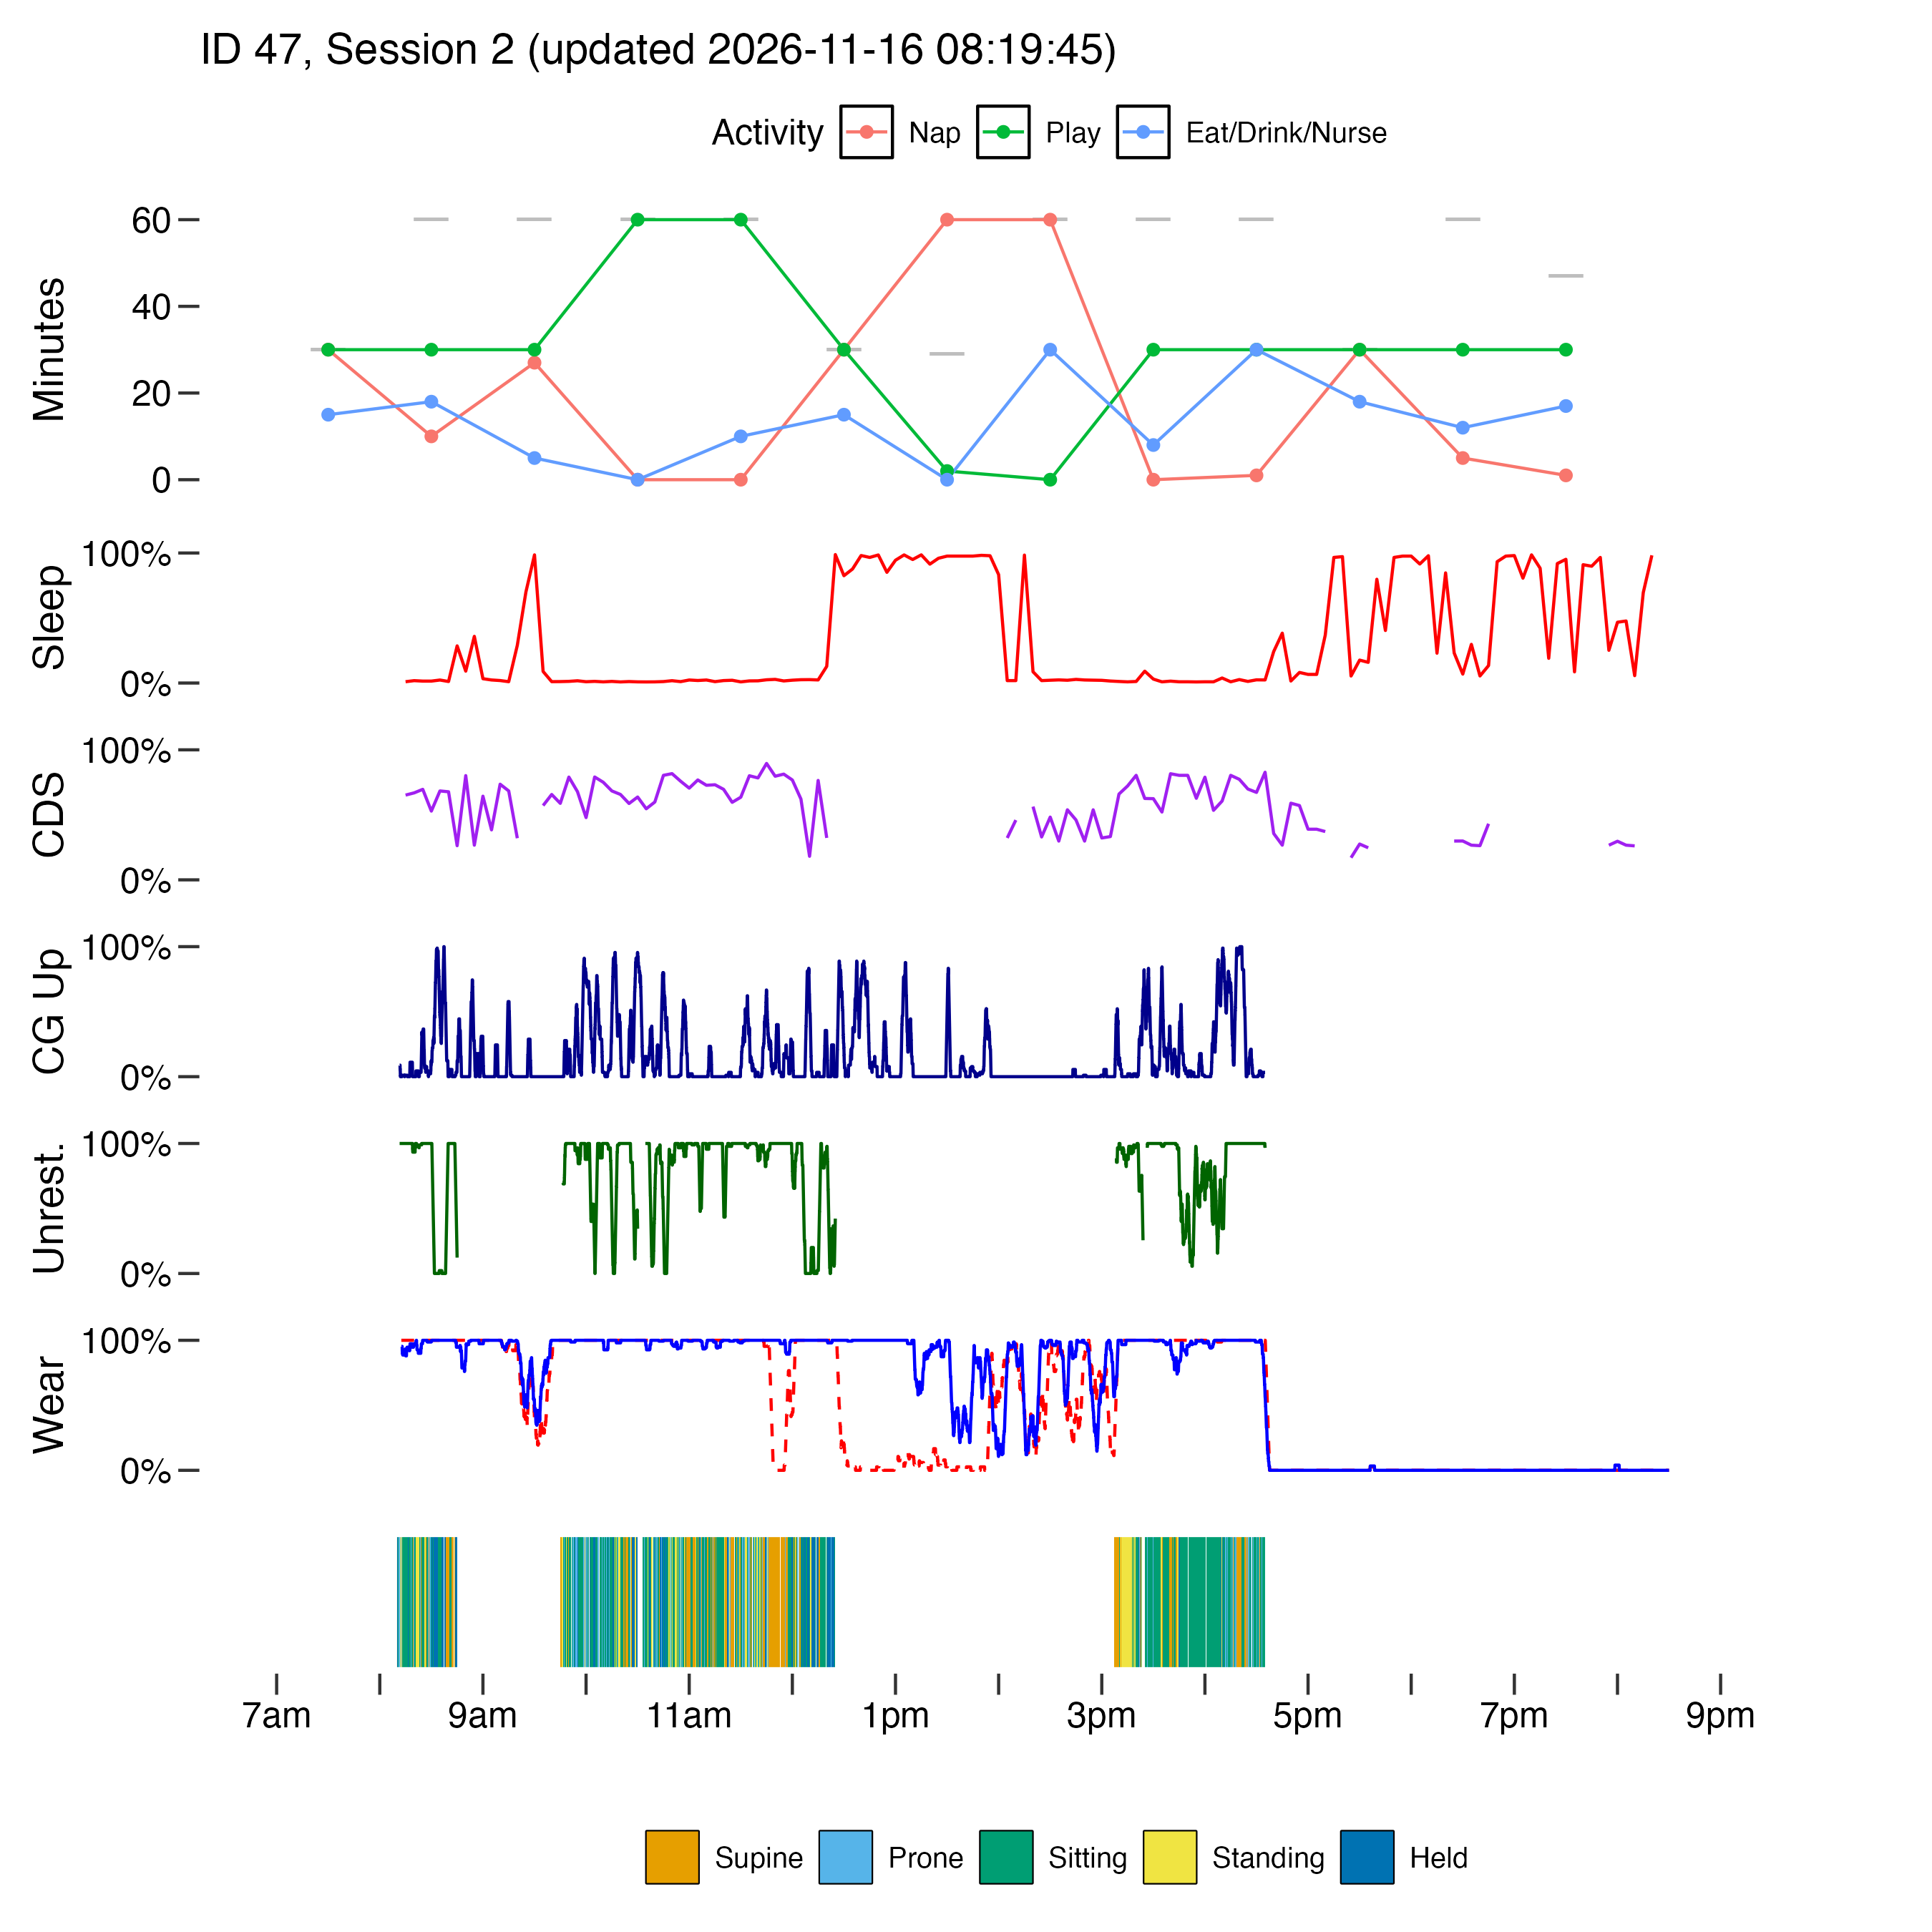 ID 47, Session 2 (updated 2026-11-16 08:19:45)
Activity Nap Play Eat/Drink/Nurse
Minutes
60
40
20
0
Sleep
100%
0%
CDS
100%
0%
CG Up
100%
0%
Unrest.
100%
0%
Wear
100%
0%
7am 9am 11am 1pm 3pm 5pm 7pm 9pm
Supine Prone Sitting Standing Held